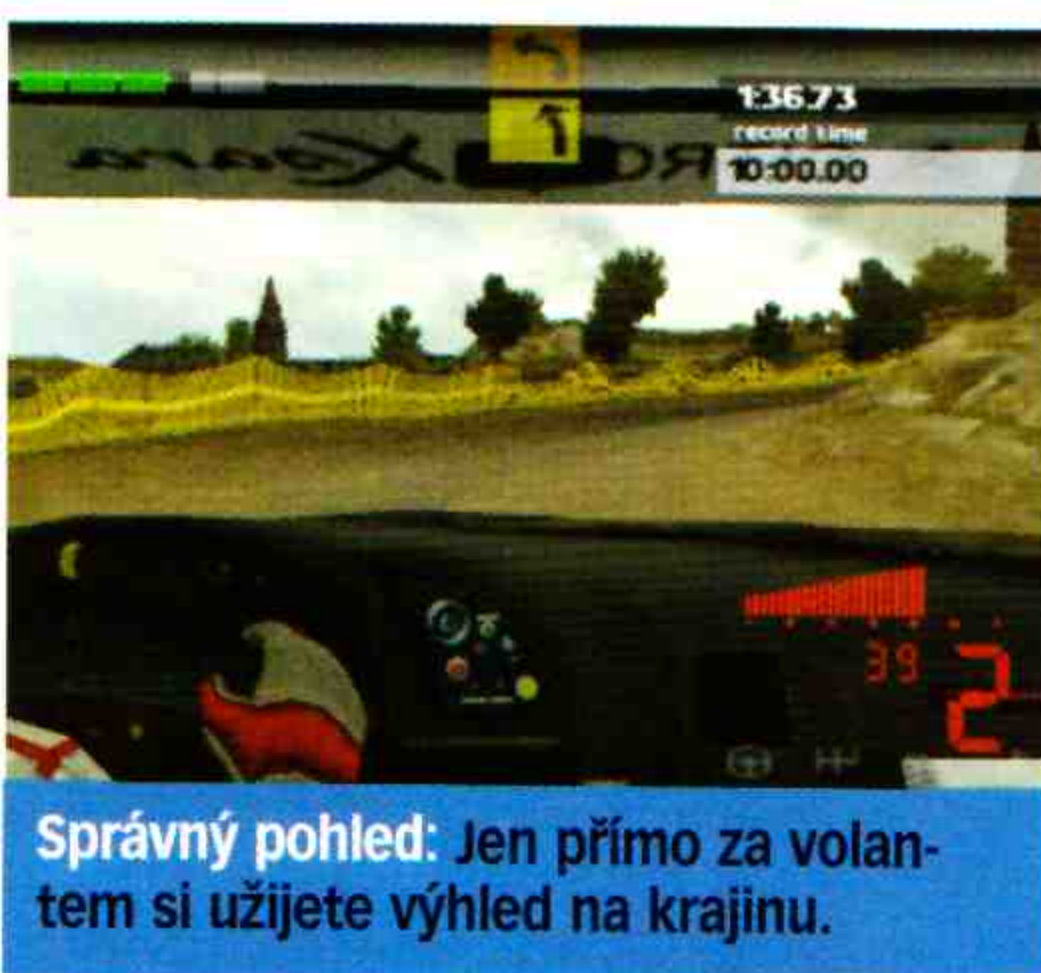 1:36.73
record time
10:00.00
Xsara
39
2
Správný pohled: Jen přímo za volan-
tem si užijete výhled na krajinu.